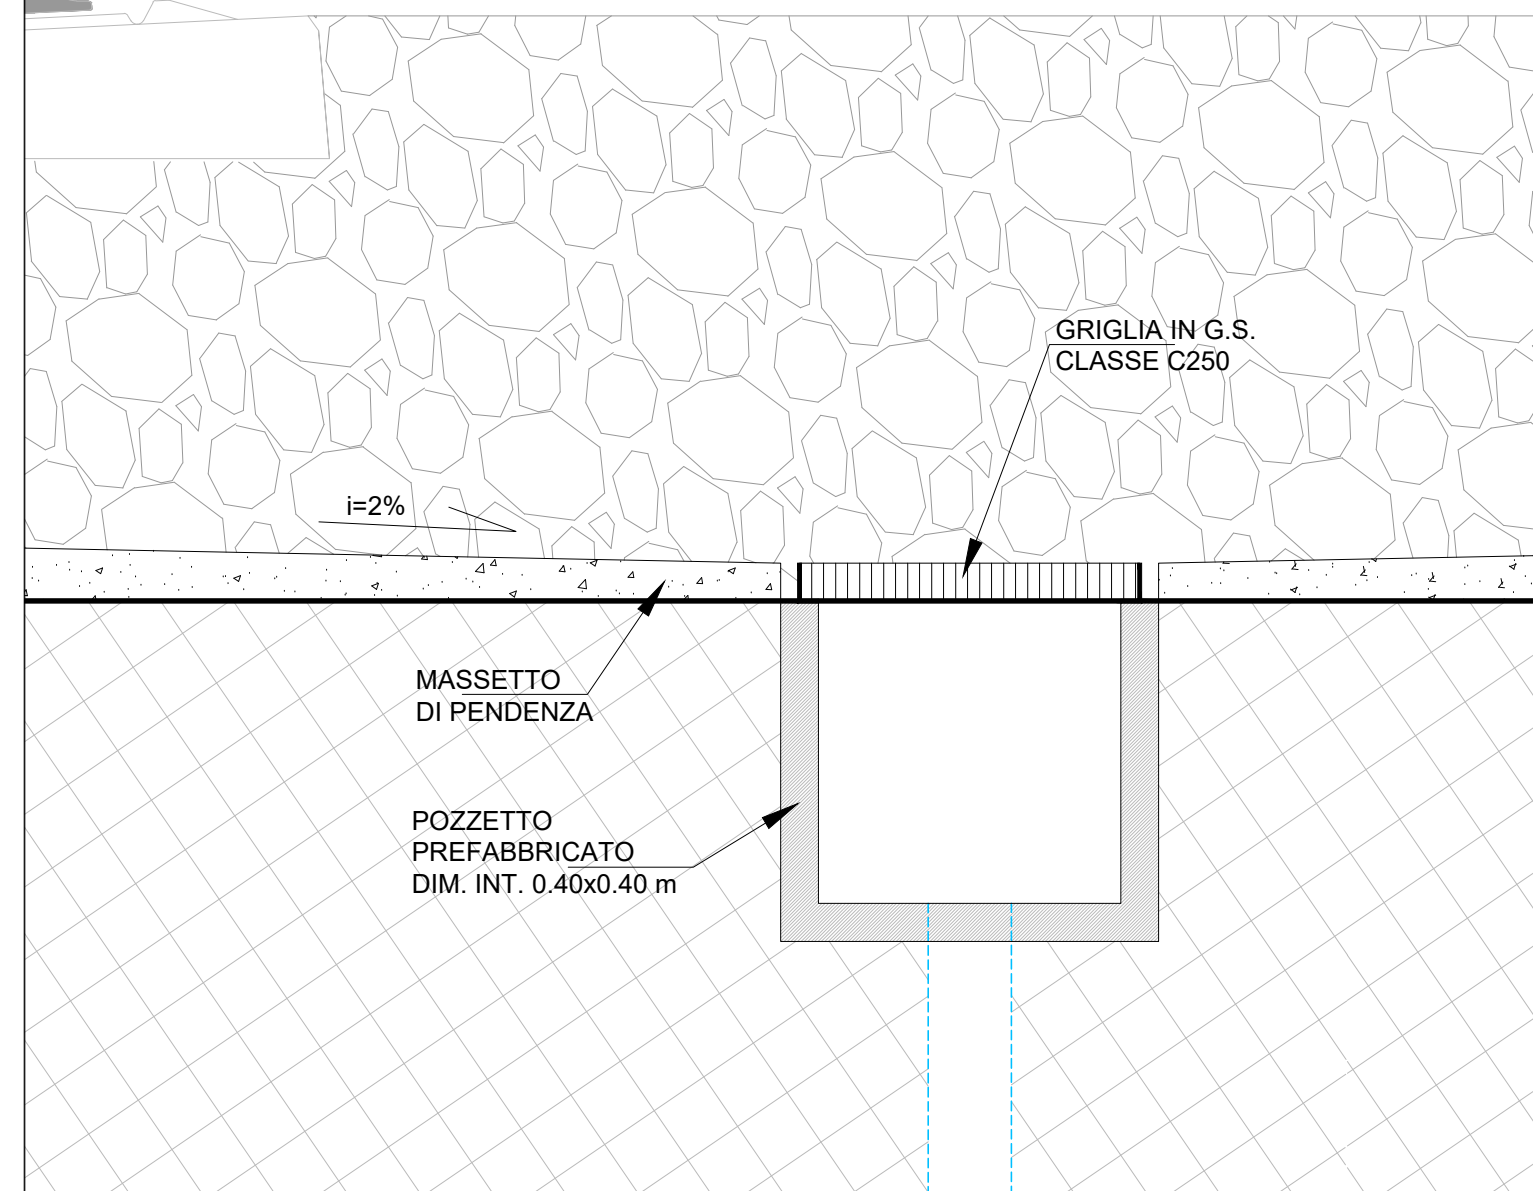 GRIGLIA IN G.S.
CLASSE C250
i=2%
MASSETTO
DI PENDENZA
POZZETTO
PREFABBRICATO
DIM. INT. 0.40x0.40 m